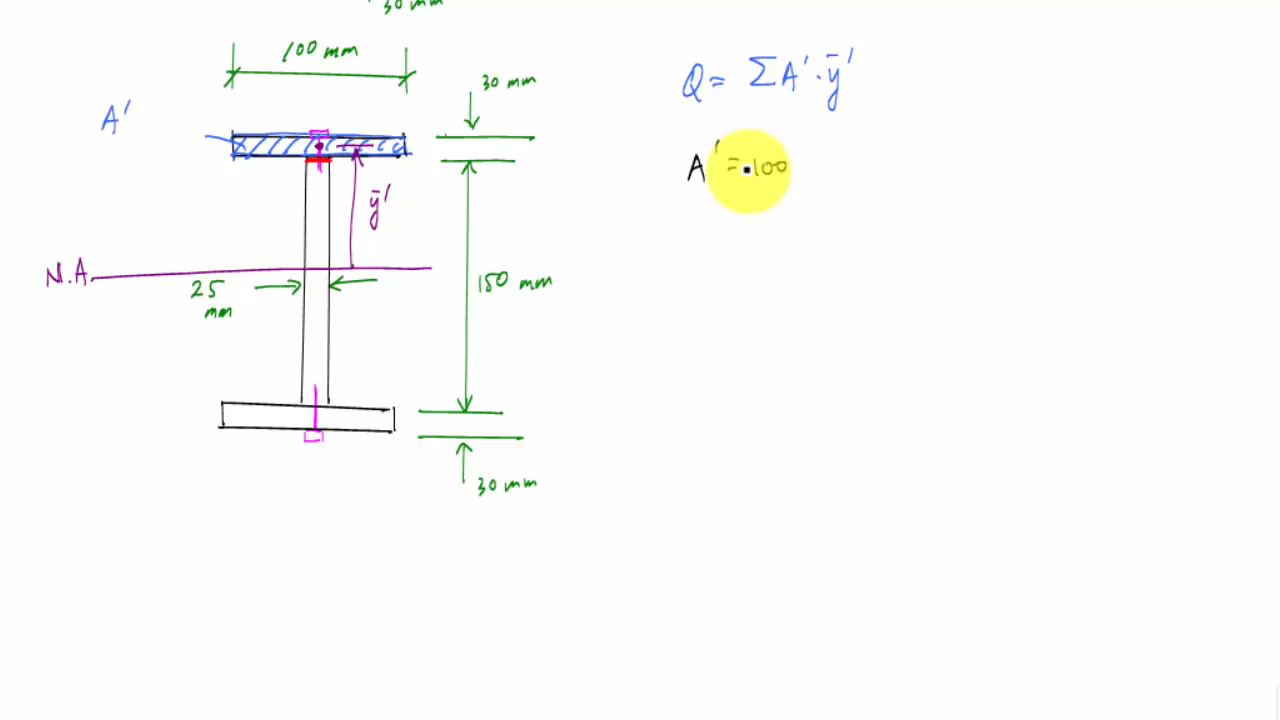 30 mm
100 mm
30 mm
Q = ΣA'·ȳ'
A'
A' = .100
ȳ'
N.A.
25
mm
150 mm
30 mm